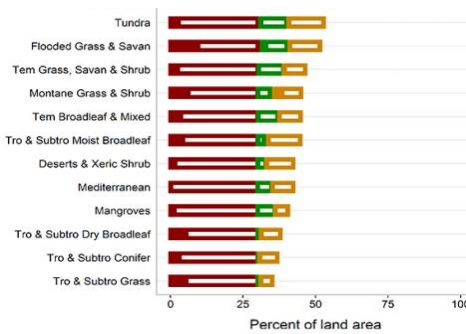 Tundra
Flooded Grass & Savan
Tem Grass, Savan & Shrub
Montane Grass & Shrub
Tem Broadleaf & Mixed
Tro & Subtro Moist Broadleaf
Deserts & Xeric Shrub
Mediterranean
Mangroves
Tro & Subtro Dry Broadleaf
Tro & Subtro Conifer
Tro & Subtro Grass
0 25 50 75 100
Percent of land area